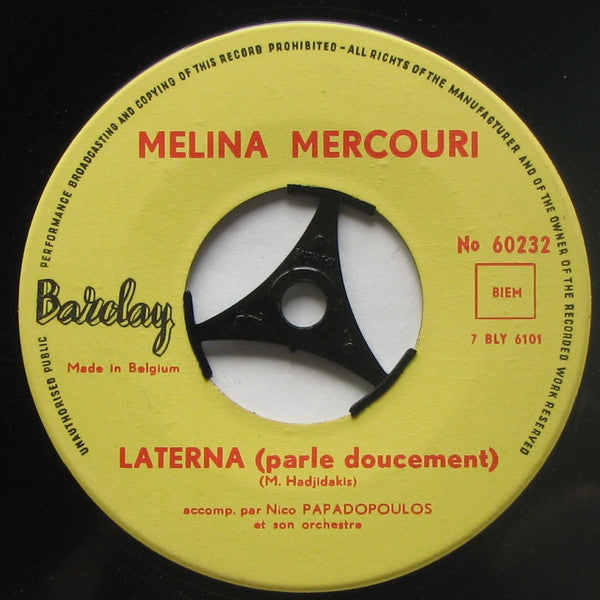 UNAUTHORISED PUBLIC PERFORMANCE BROADCASTING AND COPYING OF THIS RECORD PROHIBITED - ALL RIGHTS OF THE MANUFACTURER AND OF THE OWNER OF THE RECORDED WORK RESERVED
MELINA MERCOURI
No 60232
BIEM
7 BLY 6101
Barclay
Made in Belgium
LATERNA (parle doucement)
(M. Hadjidakis)
accomp. par Nico PAPADOPOULOS
et son orchestre